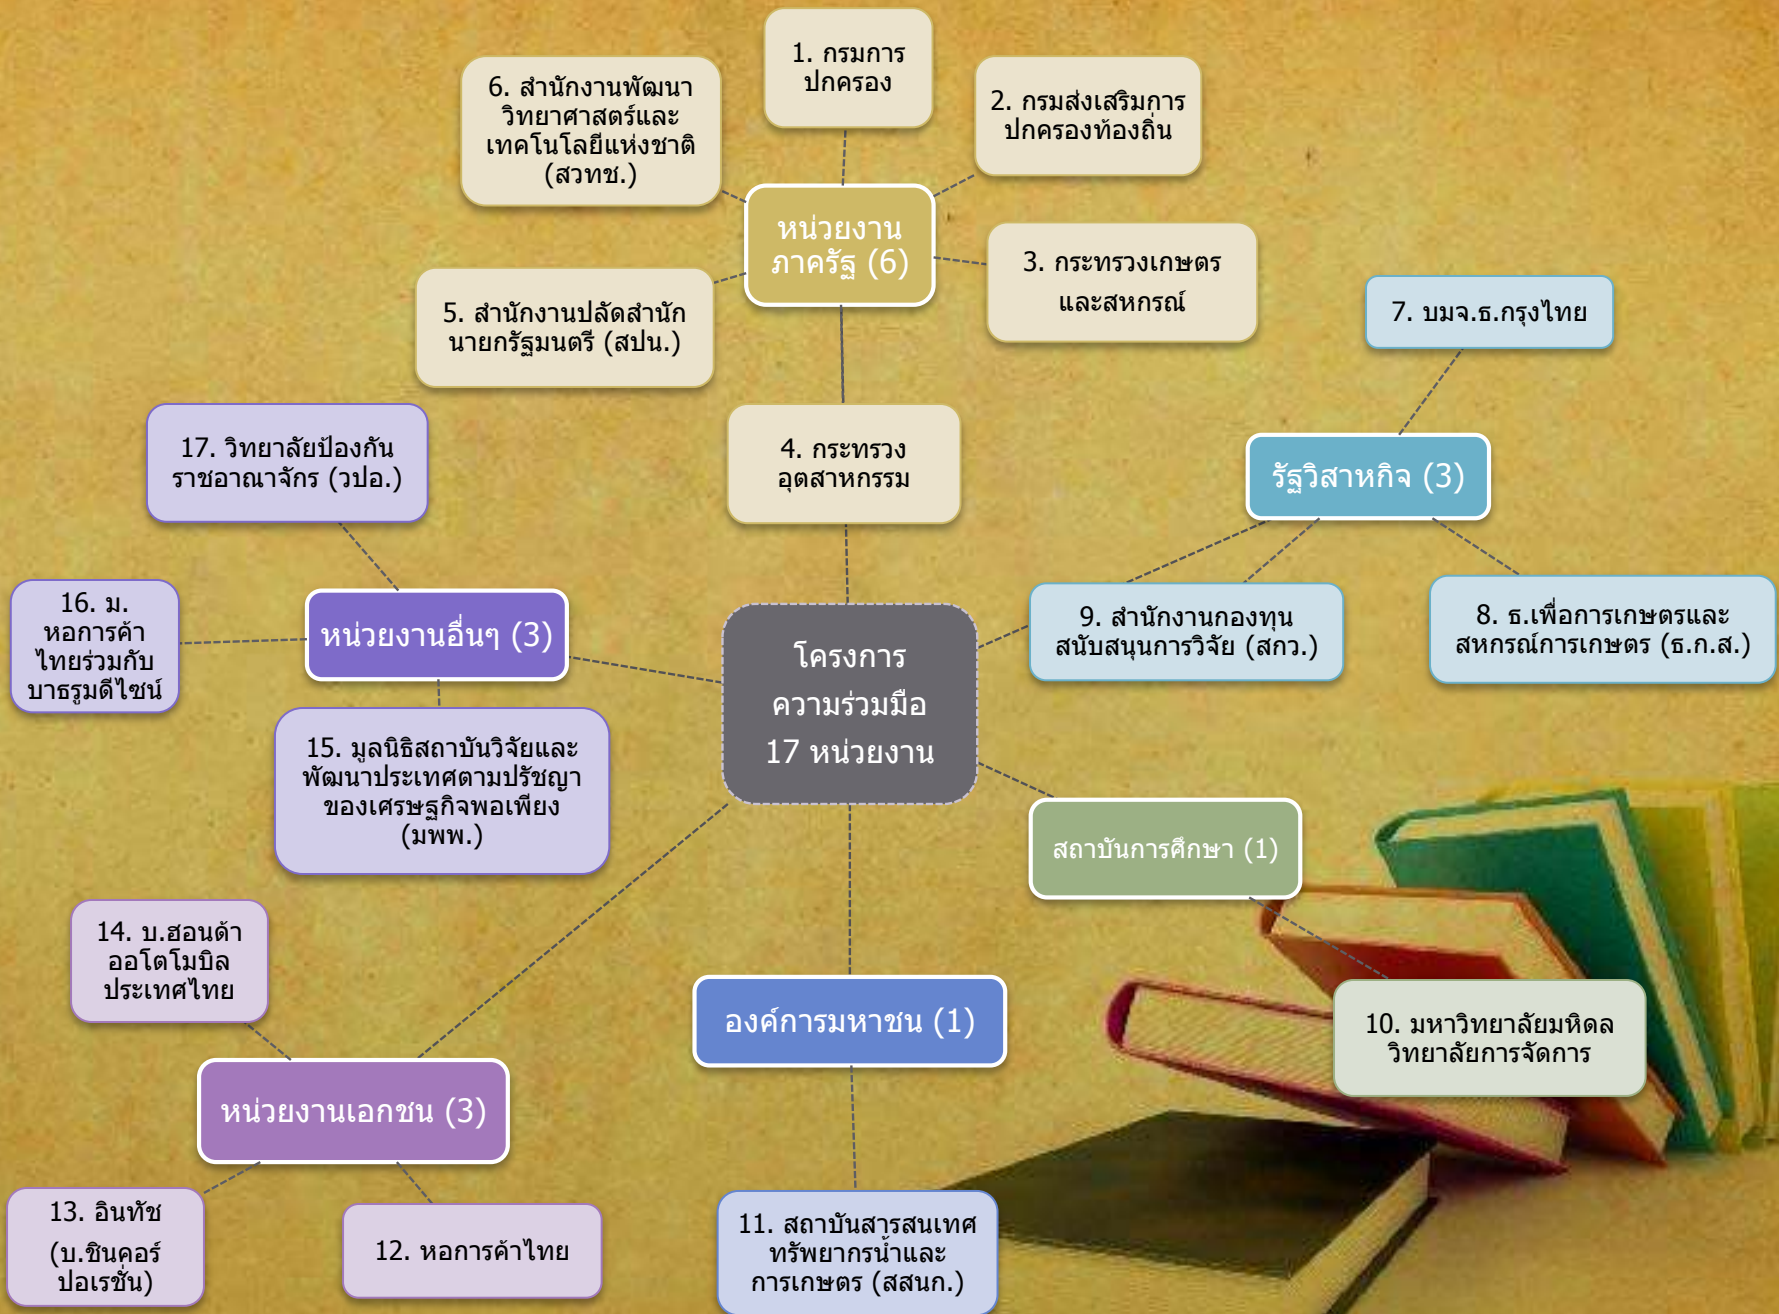 1. กรมการ
ปกครอง
6. สำนักงานพัฒนา
วิทยาศาสตร์และ
เทคโนโลยีแห่งชาติ
(สวทช.)
2. กรมส่งเสริมการ
ปกครองท้องถิ่น
หน่วยงาน
ภาครัฐ (6)
3. กระทรวงเกษตร
และสหกรณ์
5. สำนักงานปลัดสำนัก
นายกรัฐมนตรี (สปน.)
7. บมจ.ธ.กรุงไทย
17. วิทยาลัยป้องกัน
ราชอาณาจักร (วปอ.)
4. กระทรวง
อุตสาหกรรม
รัฐวิสาหกิจ (3)
16. ม.
หอการค้า
ไทยร่วมกับ
บาธรูมดีไซน์
หน่วยงานอื่นๆ (3)
โครงการ
ความร่วมมือ
17 หน่วยงาน
9. สำนักงานกองทุน
สนับสนุนการวิจัย (สกว.)
8. ธ.เพื่อการเกษตรและ
สหกรณ์การเกษตร (ธ.ก.ส.)
15. มูลนิธิสถาบันวิจัยและ
พัฒนาประเทศตามปรัชญา
ของเศรษฐกิจพอเพียง
(มพพ.)
สถาบันการศึกษา (1)
14. บ.ฮอนด้า
ออโตโมบิล
ประเทศไทย
องค์การมหาชน (1)
10. มหาวิทยาลัยมหิดล
วิทยาลัยการจัดการ
หน่วยงานเอกชน (3)
13. อินทัช
(บ.ชินคอร์
ปอเรชั่น)
12. หอการค้าไทย
11. สถาบันสารสนเทศ
ทรัพยากรน้ำและ
การเกษตร (สสนก.)